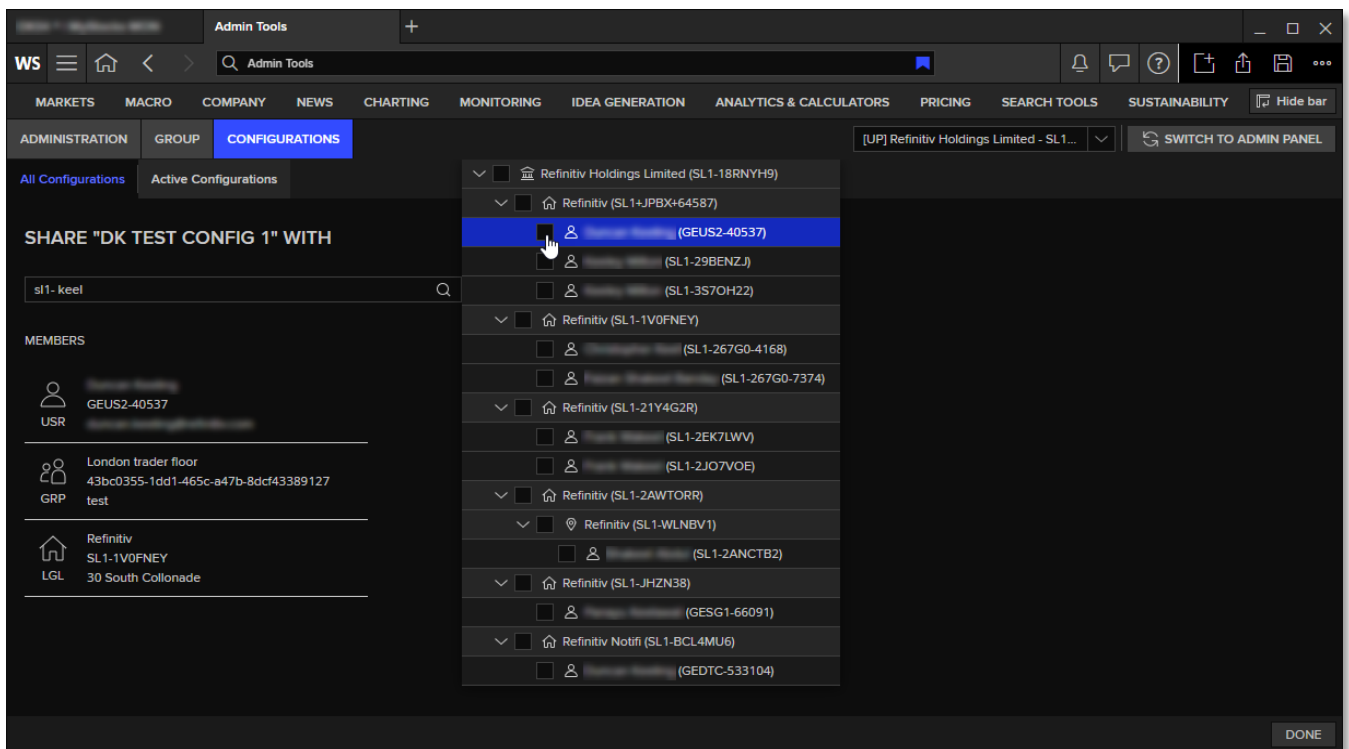 Admin Tools
WS
Admin Tools
MARKETS MACRO COMPANY NEWS CHARTING MONITORING IDEA GENERATION ANALYTICS & CALCULATORS PRICING SEARCH TOOLS SUSTAINABILITY Hide bar
ADMINISTRATION GROUP CONFIGURATIONS [UP] Refinitiv Holdings Limited - SL1... SWITCH TO ADMIN PANEL
All Configurations Active Configurations
SHARE "DK TEST CONFIG 1" WITH
sl1- keel
MEMBERS
GEUS2-40537
USR
London trader floor
43bc0355-1dd1-465c-a47b-8dcf43389127
GRP test
Refinitiv
SL1-1V0FNEY
LGL 30 South Collonade
Refinitiv Holdings Limited (SL1-18RNYH9)
Refinitiv (SL1+JPBX+64587)
(GEUS2-40537)
(SL1-29BENZJ)
(SL1-3S7OH22)
Refinitiv (SL1-1V0FNEY)
(SL1-267G0-4168)
(SL1-267G0-7374)
Refinitiv (SL1-21Y4G2R)
(SL1-2EK7LWV)
(SL1-2JO7VOE)
Refinitiv (SL1-2AWTORR)
Refinitiv (SL1-WLNBV1)
(SL1-2ANCTB2)
Refinitiv (SL1-JHZN38)
(GESG1-66091)
Refinitiv Notifi (SL1-BCL4MU6)
(GEDTC-533104)
DONE